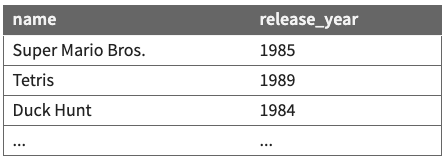 name release_year
Super Mario Bros. 1985
Tetris 1989
Duck Hunt 1984
... ...